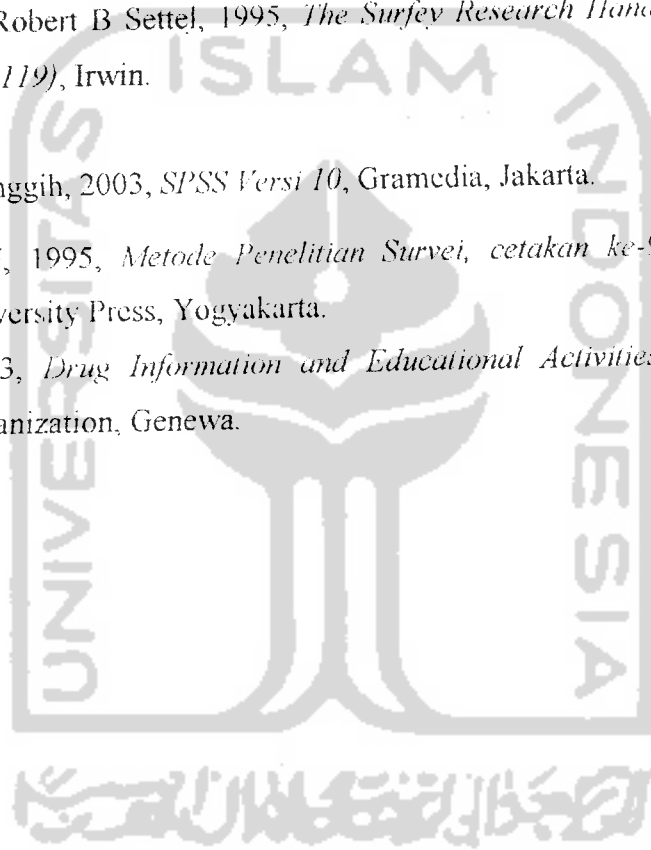 Robert B Settel, 1995, The Surfey Research Hand
119), Irwin.
nggih, 2003, SPSS Versi 10, Gramedia, Jakarta.
, 1995, Metode Penelitian Survei, cetakan ke-9
versity Press, Yogyakarta.
3, Drug Information and Educational Activities
anization, Genewa.
ISLAM
UNIVERSITAS
INDONESIA